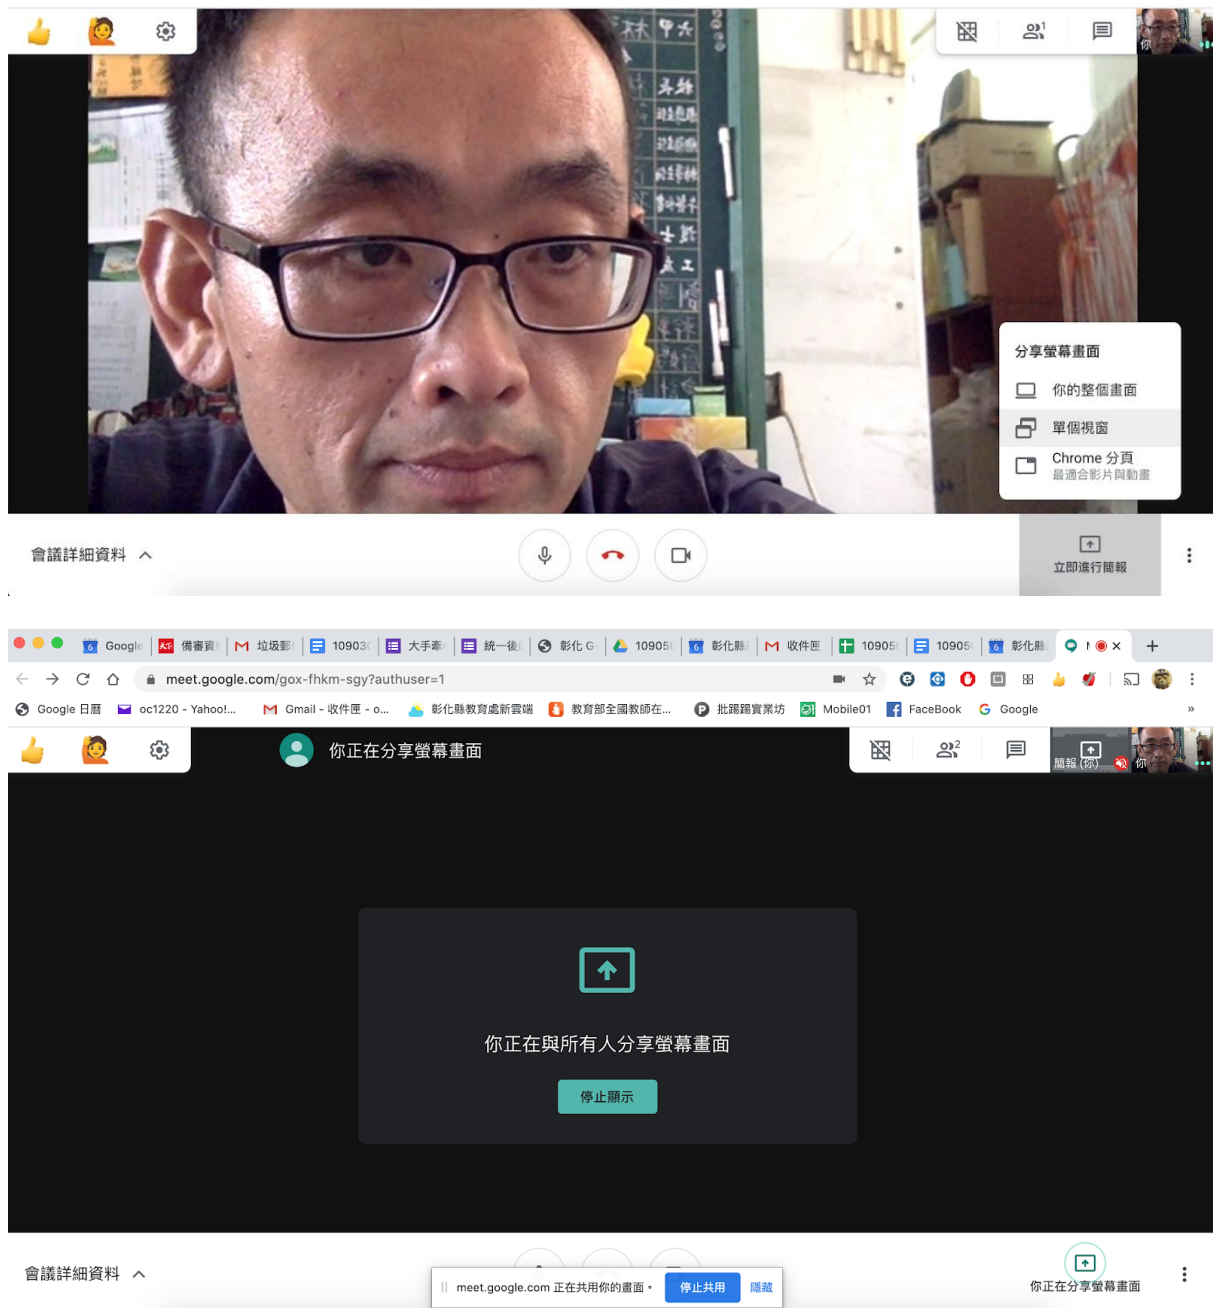 1
你
分享螢幕畫面
你的整個畫面
單個視窗
Chrome 分頁
最適合影片與動畫
會議詳細資料
立即進行簡報
Google
備審資
垃圾郵
10903
大手牽
統一後
彰化 G
10905
彰化縣
收件匣
10905
10905
彰化縣
meet.google.com/gox-fhkm-sgy?authuser=1
Google 日曆
oc1220 - Yahoo!...
Gmail - 收件匣 - o...
彰化縣教育處新雲端
教育部全國教師在...
批踢踢實業坊
Mobile01
FaceBook
Google
»
你正在分享螢幕畫面
2
簡報 (你)
你
你正在與所有人分享螢幕畫面
停止顯示
會議詳細資料
meet.google.com 正在共用你的畫面。
停止共用
隱藏
你正在分享螢幕畫面